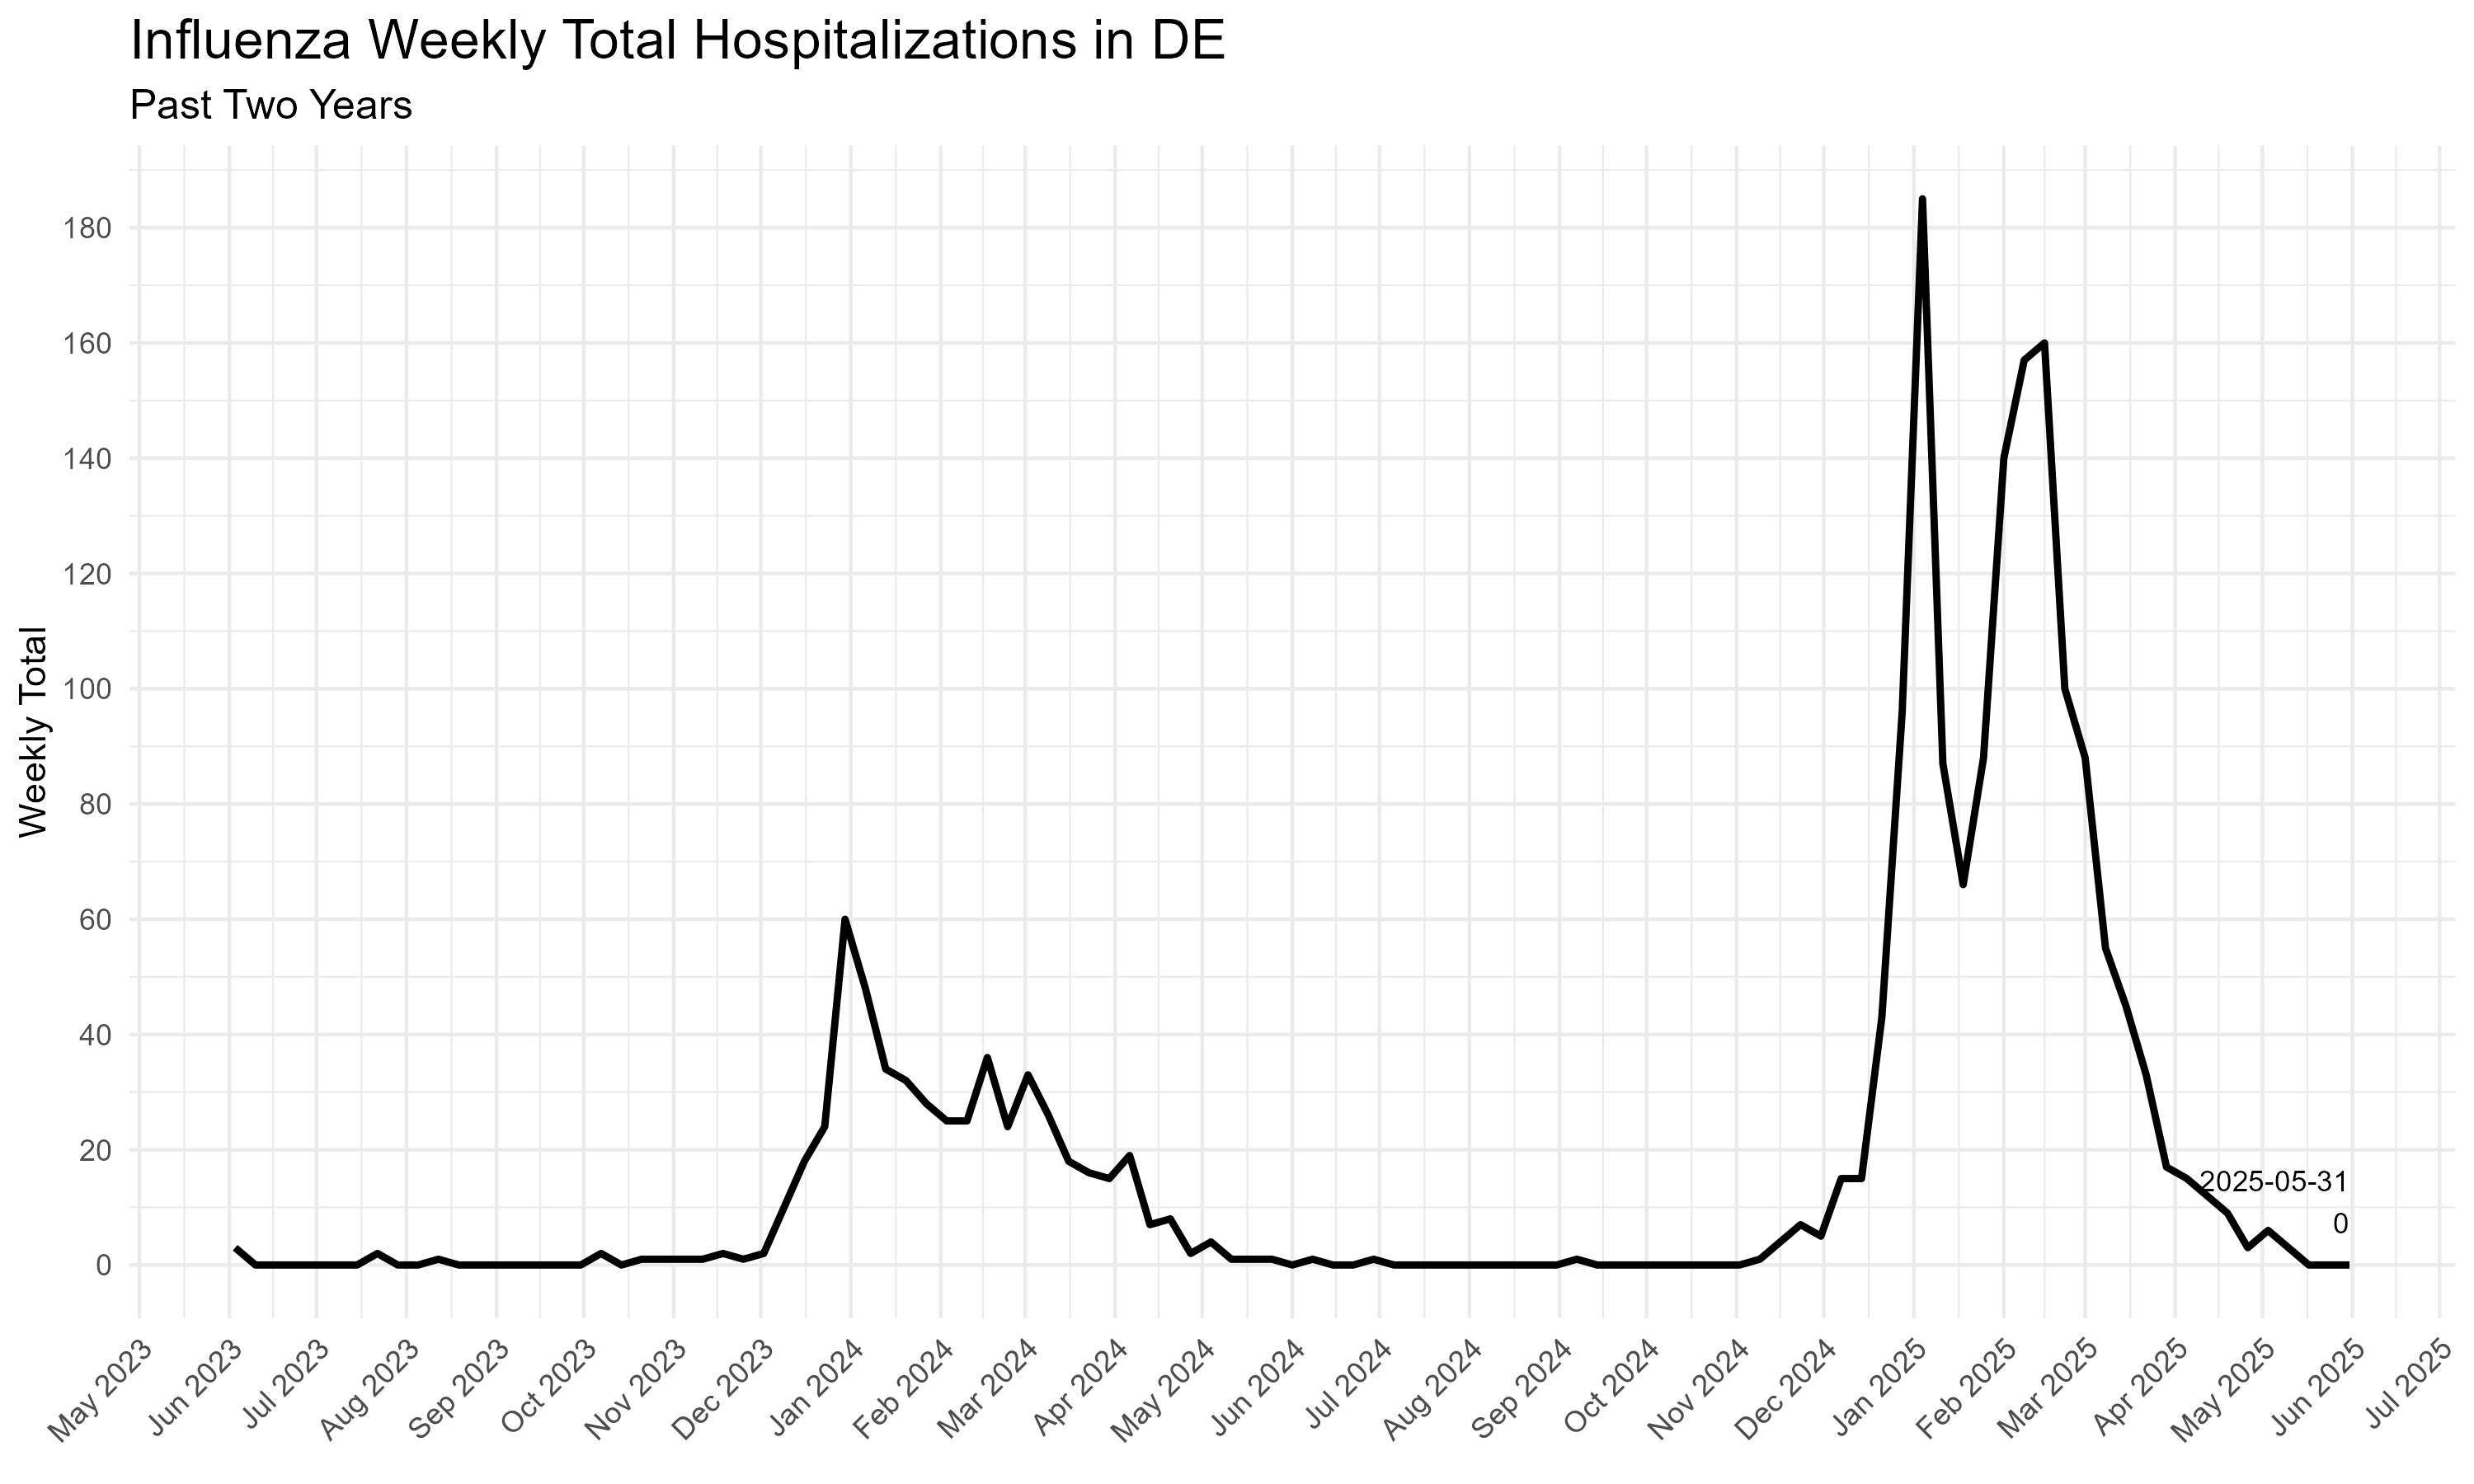 Influenza Weekly Total Hospitalizations in DE
Past Two Years
Weekly Total
180
160
140
120
100
80
60
40
20
0
2025-05-31
0
May 2023
Jun 2023
Jul 2023
Aug 2023
Sep 2023
Oct 2023
Nov 2023
Dec 2023
Jan 2024
Feb 2024
Mar 2024
Apr 2024
May 2024
Jun 2024
Jul 2024
Aug 2024
Sep 2024
Oct 2024
Nov 2024
Dec 2024
Jan 2025
Feb 2025
Mar 2025
Apr 2025
May 2025
Jun 2025
Jul 2025